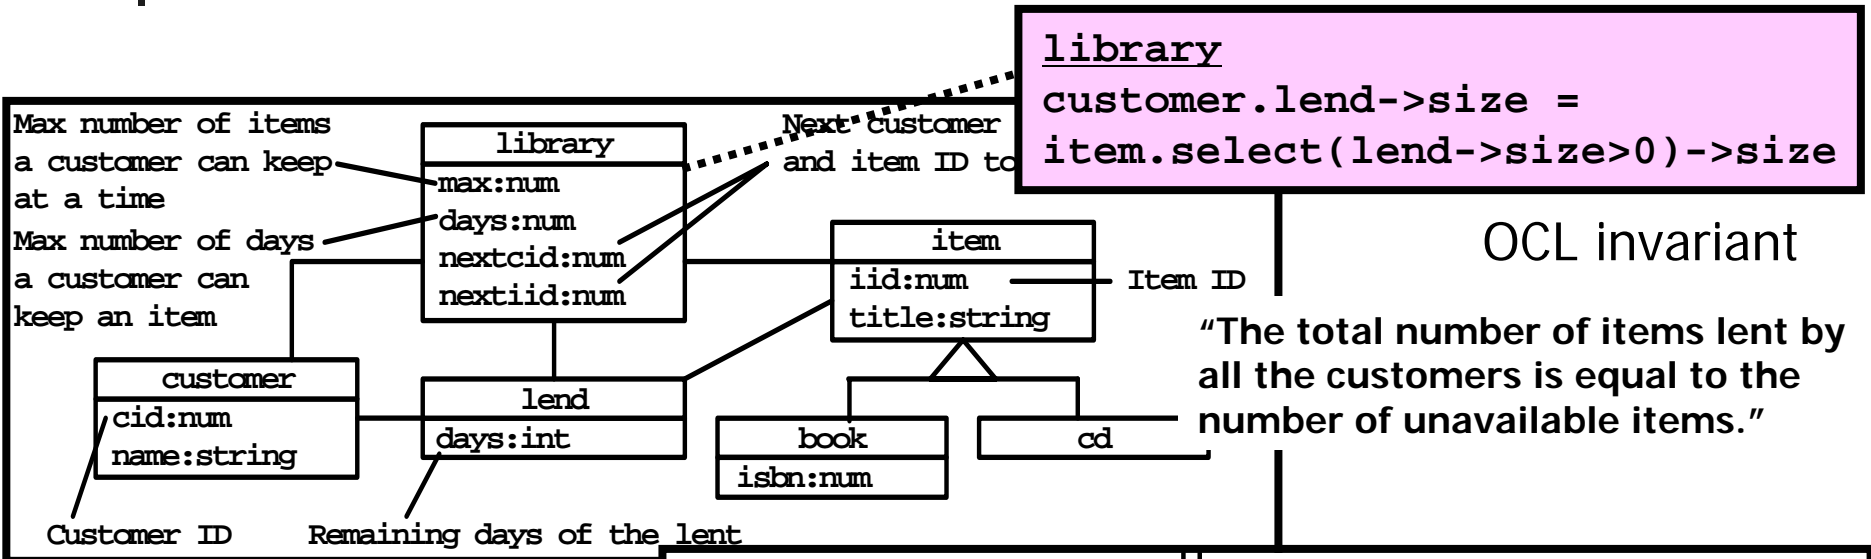 library
customer.lend->size =
item.select(lend->size>0)->size
OCL invariant
“The total number of items lent by
all the customers is equal to the
number of unavailable items.”
Max number of items
a customer can keep
at a time
Max number of days
a customer can
keep an item
library
max:num
days:num
nextcid:num
nextiid:num
Next customer
and item ID to
item
iid:num
title:string
Item ID
customer
cid:num
name:string
lend
days:int
book
isbn:num
cd
Customer ID
Remaining days of the lent